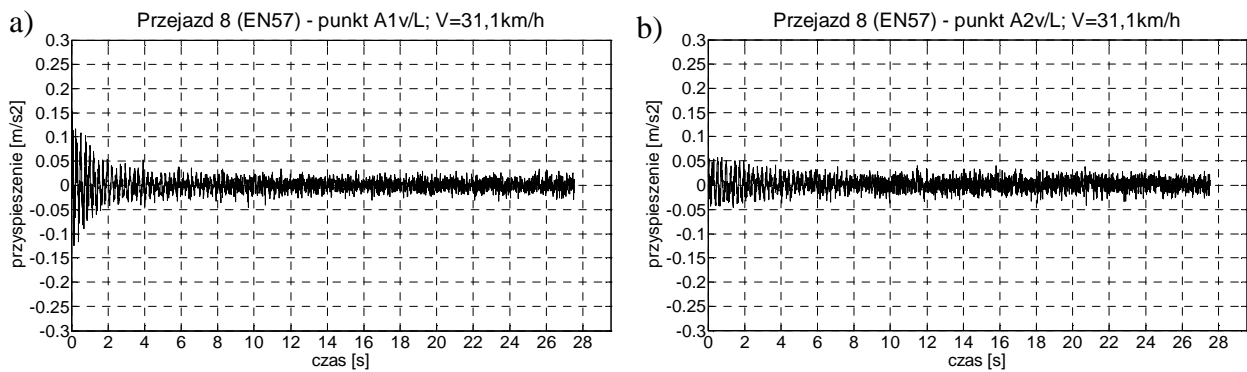 a)
Przejazd 8 (EN57) - punkt A1v/L; V=31,1km/h
przyspieszenie [m/s2]
0.3
0.25
0.2
0.15
0.1
0.05
0
-0.05
-0.1
-0.15
-0.2
-0.25
-0.3
0 2 4 6 8 10 12 14 16 18 20 22 24 26 28
czas [s]
b)
Przejazd 8 (EN57) - punkt A2v/L; V=31,1km/h
przyspieszenie [m/s2]
0.3
0.25
0.2
0.15
0.1
0.05
0
-0.05
-0.1
-0.15
-0.2
-0.25
-0.3
0 2 4 6 8 10 12 14 16 18 20 22 24 26 28
czas [s]